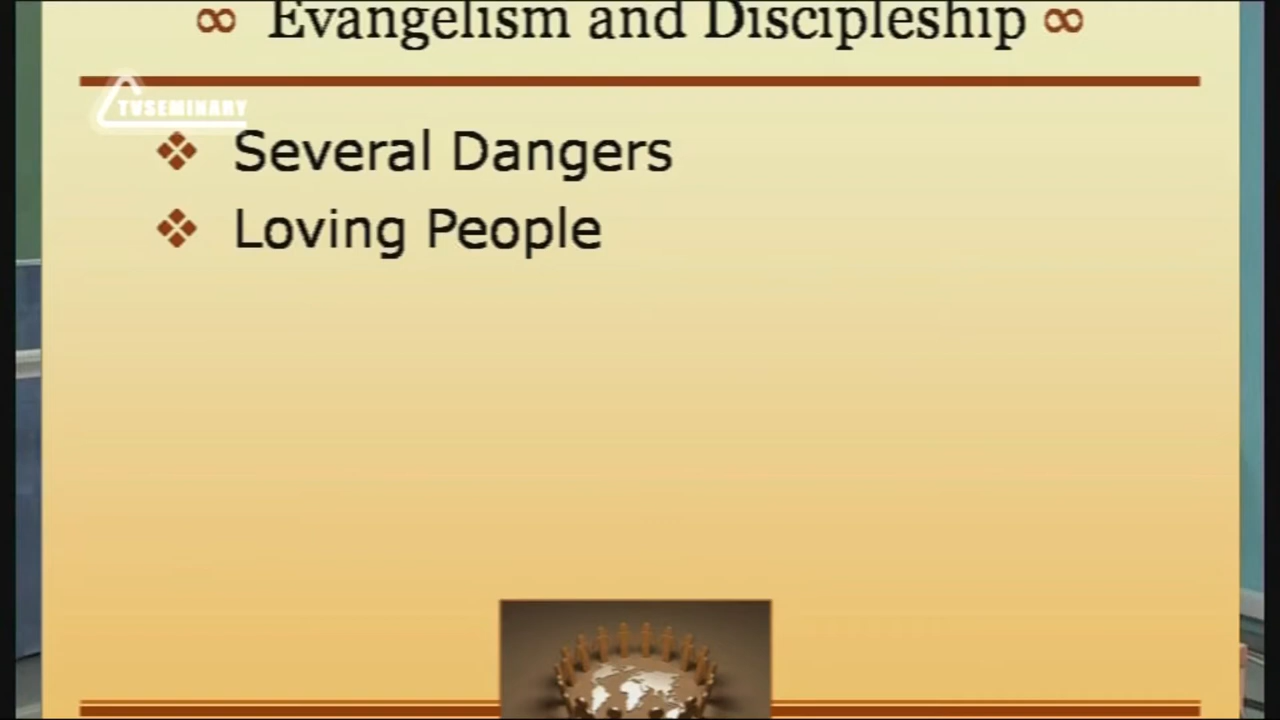 ∞ Evangelism and Discipleship ∞
TVSEMINARY
Several Dangers
Loving People